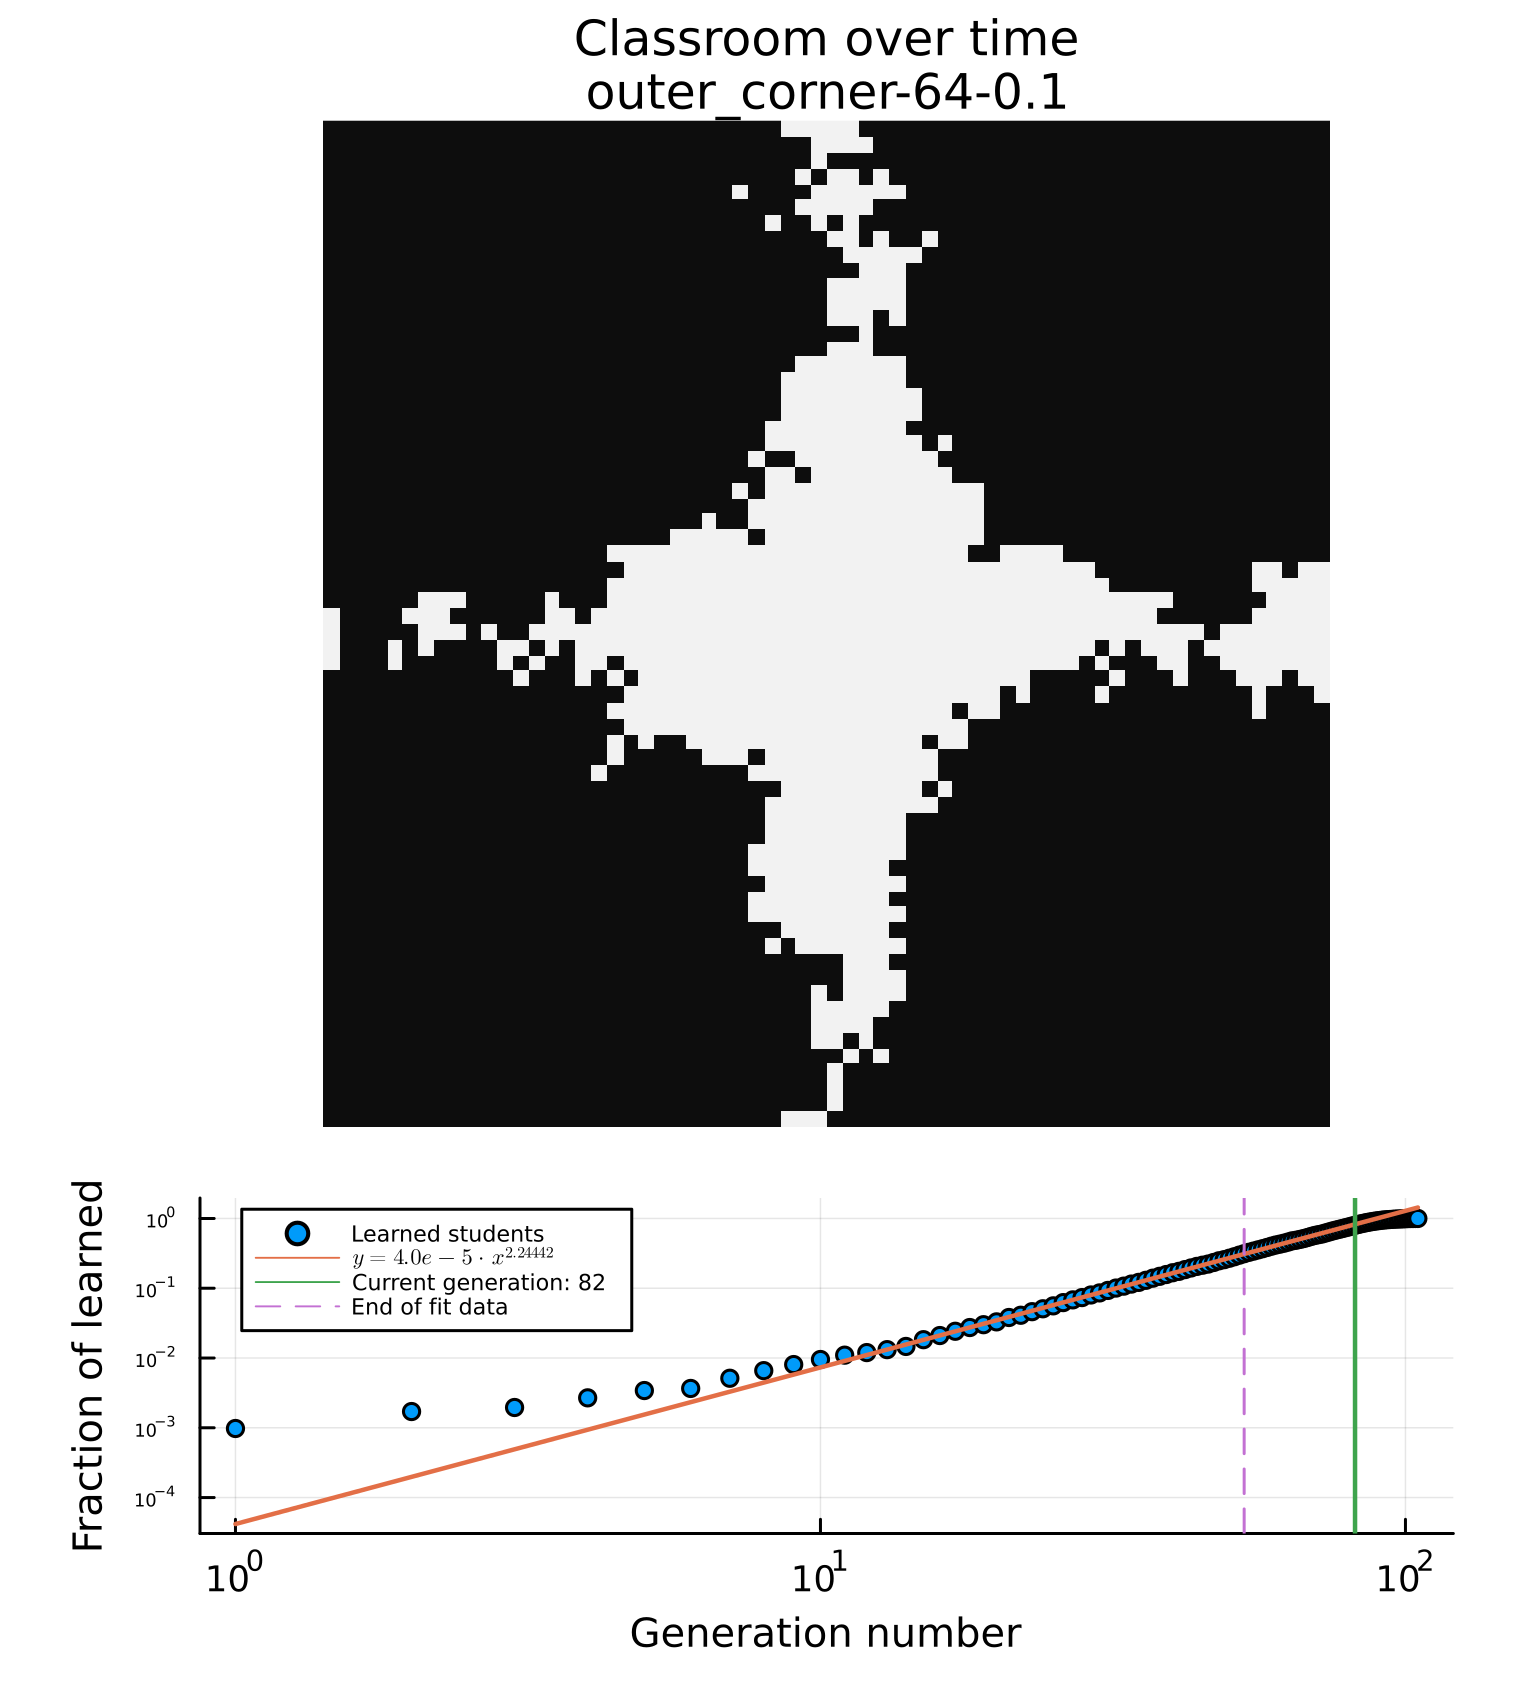 Classroom over time
outer_corner-64-0.1
Fraction of learned
10^0
10^-1
10^-2
10^-3
10^-4
Learned students
y = 4.0e − 5 · x^2.24442
Current generation: 82
End of fit data
10^0 10^1 10^2
Generation number